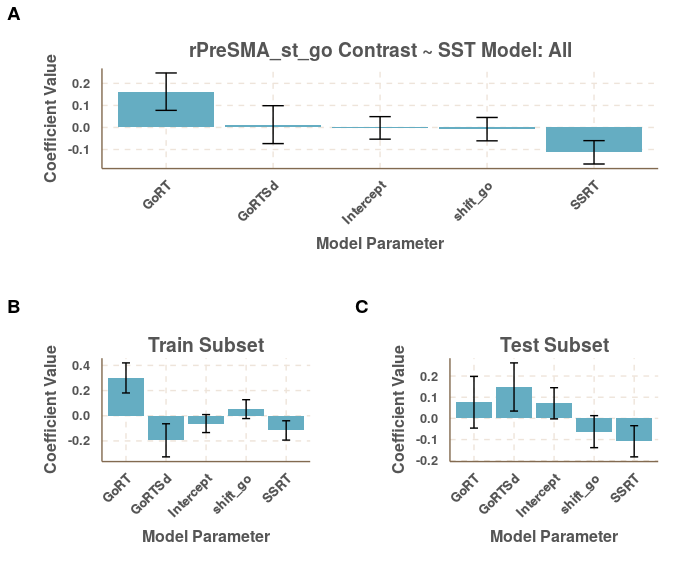 A
rPreSMA_st_go Contrast ~ SST Model: All
Coefficient Value
0.2
0.1
0.0
-0.1
GoRT
GoRTSd
Intercept
shift_go
SSRT
Model Parameter
B
Train Subset
Coefficient Value
0.4
0.2
0.0
-0.2
GoRT
GoRTSd
Intercept
shift_go
SSRT
Model Parameter
C
Test Subset
Coefficient Value
0.2
0.1
0.0
-0.1
-0.2
GoRT
GoRTSd
Intercept
shift_go
SSRT
Model Parameter